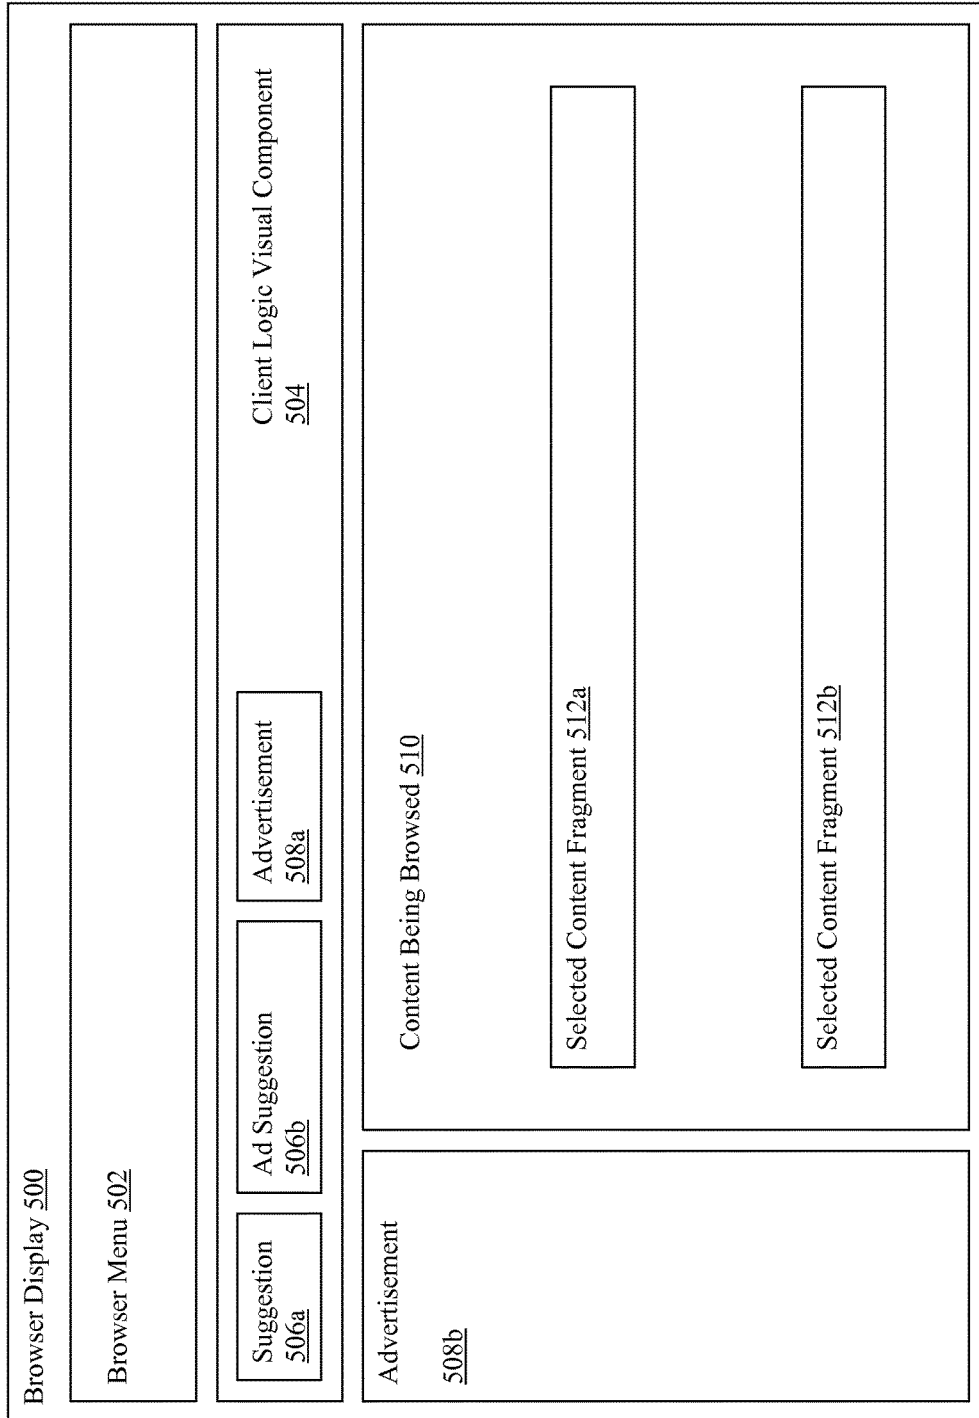 Browser Display 500
Browser Menu 502
Suggestion
506a
Ad Suggestion
506b
Advertisement
508a
Client Logic Visual Component
504
Advertisement
508b
Content Being Browsed 510
Selected Content Fragment 512a
Selected Content Fragment 512b